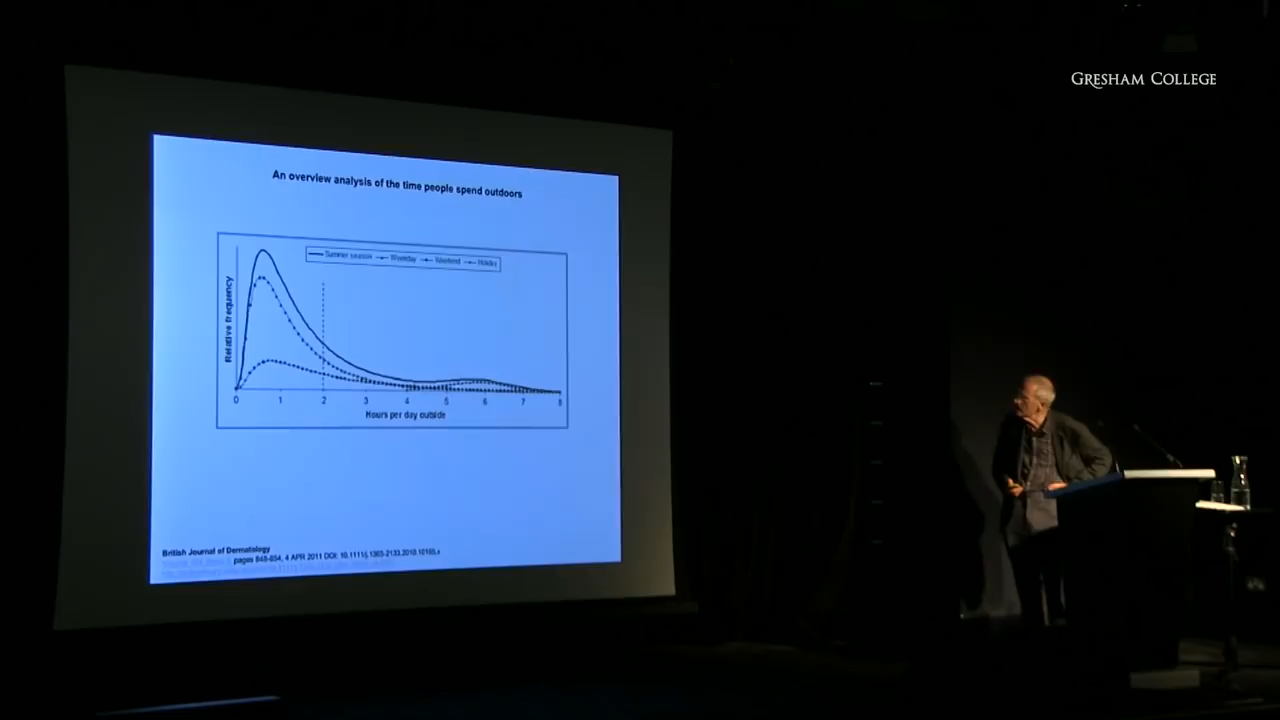 GRESHAM COLLEGE
An overview analysis of the time people spend outdoors
Summer season Weekday Weekend Holiday
Relative frequency
0 1 2 3 4 5 6 7 8
Hours per day outside
British Journal of Dermatology
pages 848-854, 4 APR 2011 DOI: 10.1111/j.1365-2133.2010.10165.x